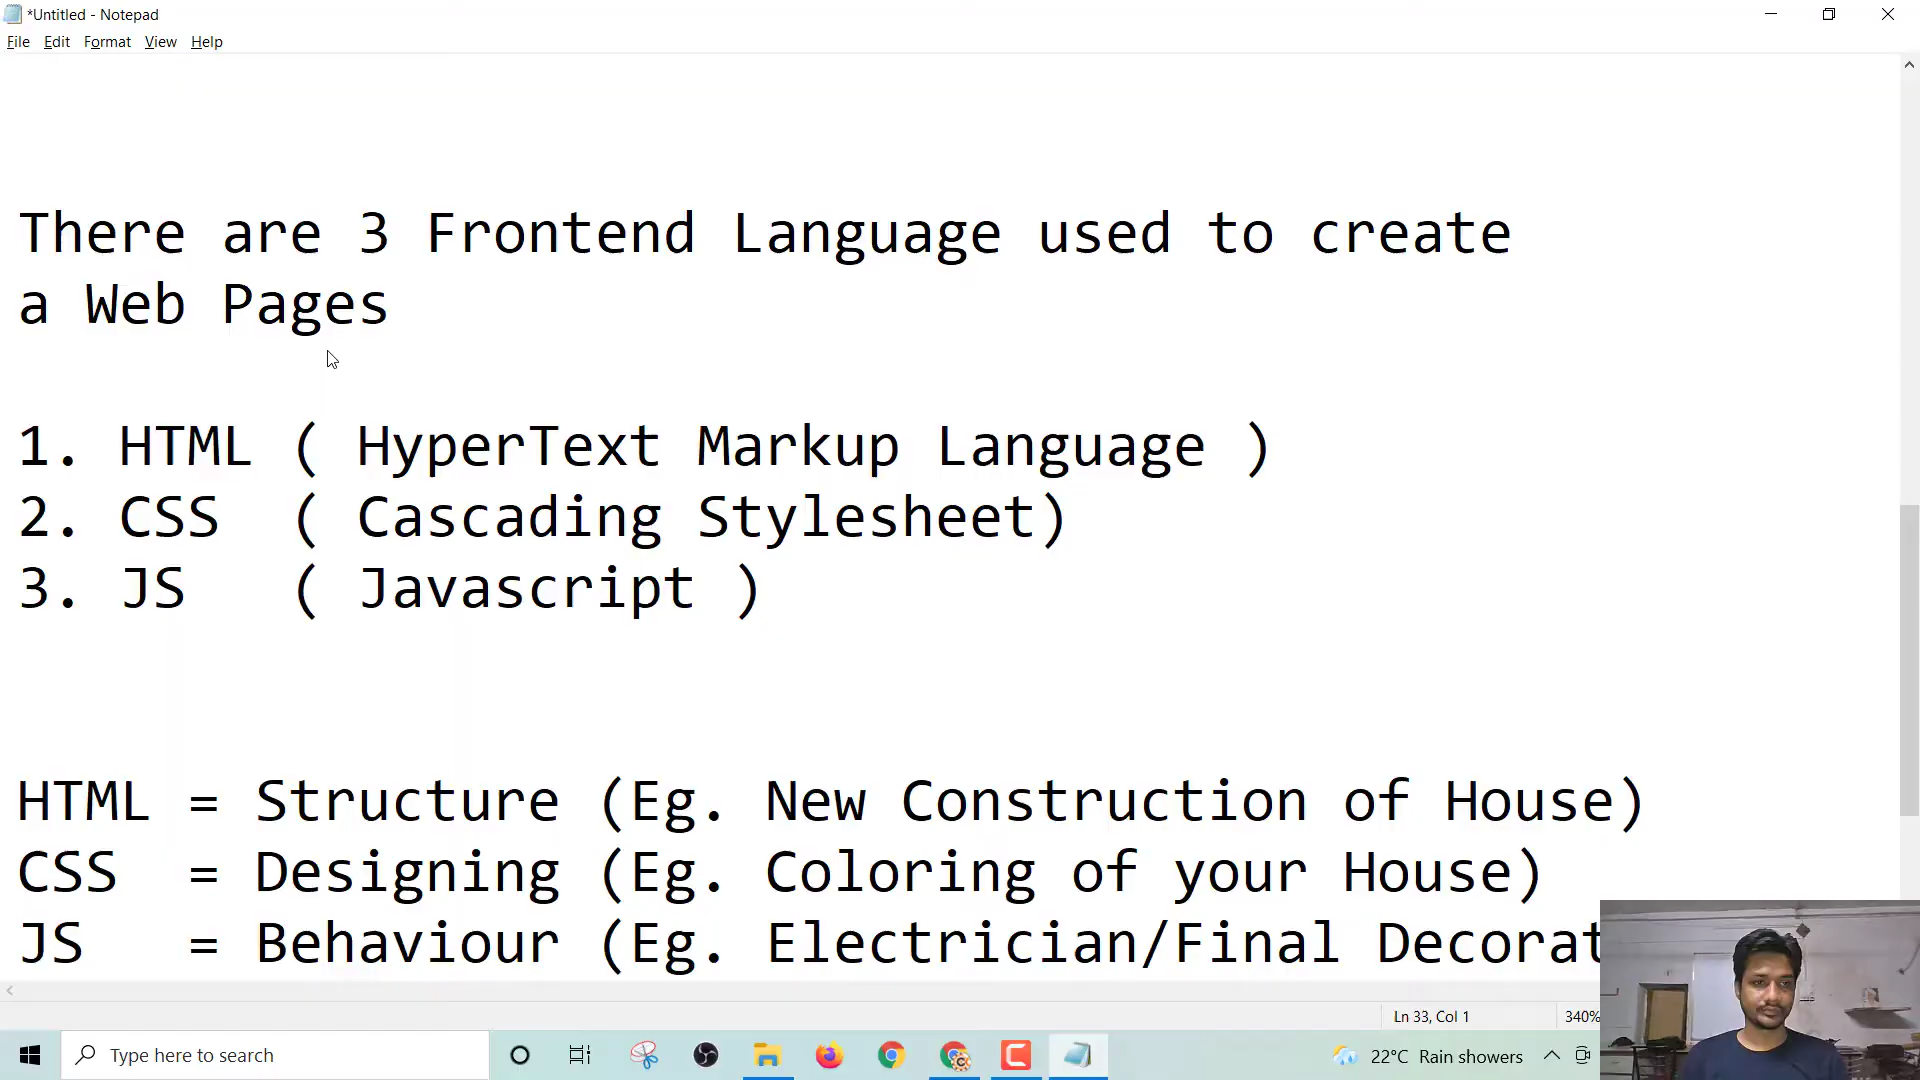 *Untitled - Notepad
File Edit Format View Help
There are 3 Frontend Language used to create
a Web Pages
1. HTML ( HyperText Markup Language )
2. CSS ( Cascading Stylesheet)
3. JS ( Javascript )
HTML = Structure (Eg. New Construction of House)
CSS = Designing (Eg. Coloring of your House)
JS = Behaviour (Eg. Electrician/Final Decorat
Ln 33, Col 1 340%
Type here to search 22°C Rain showers